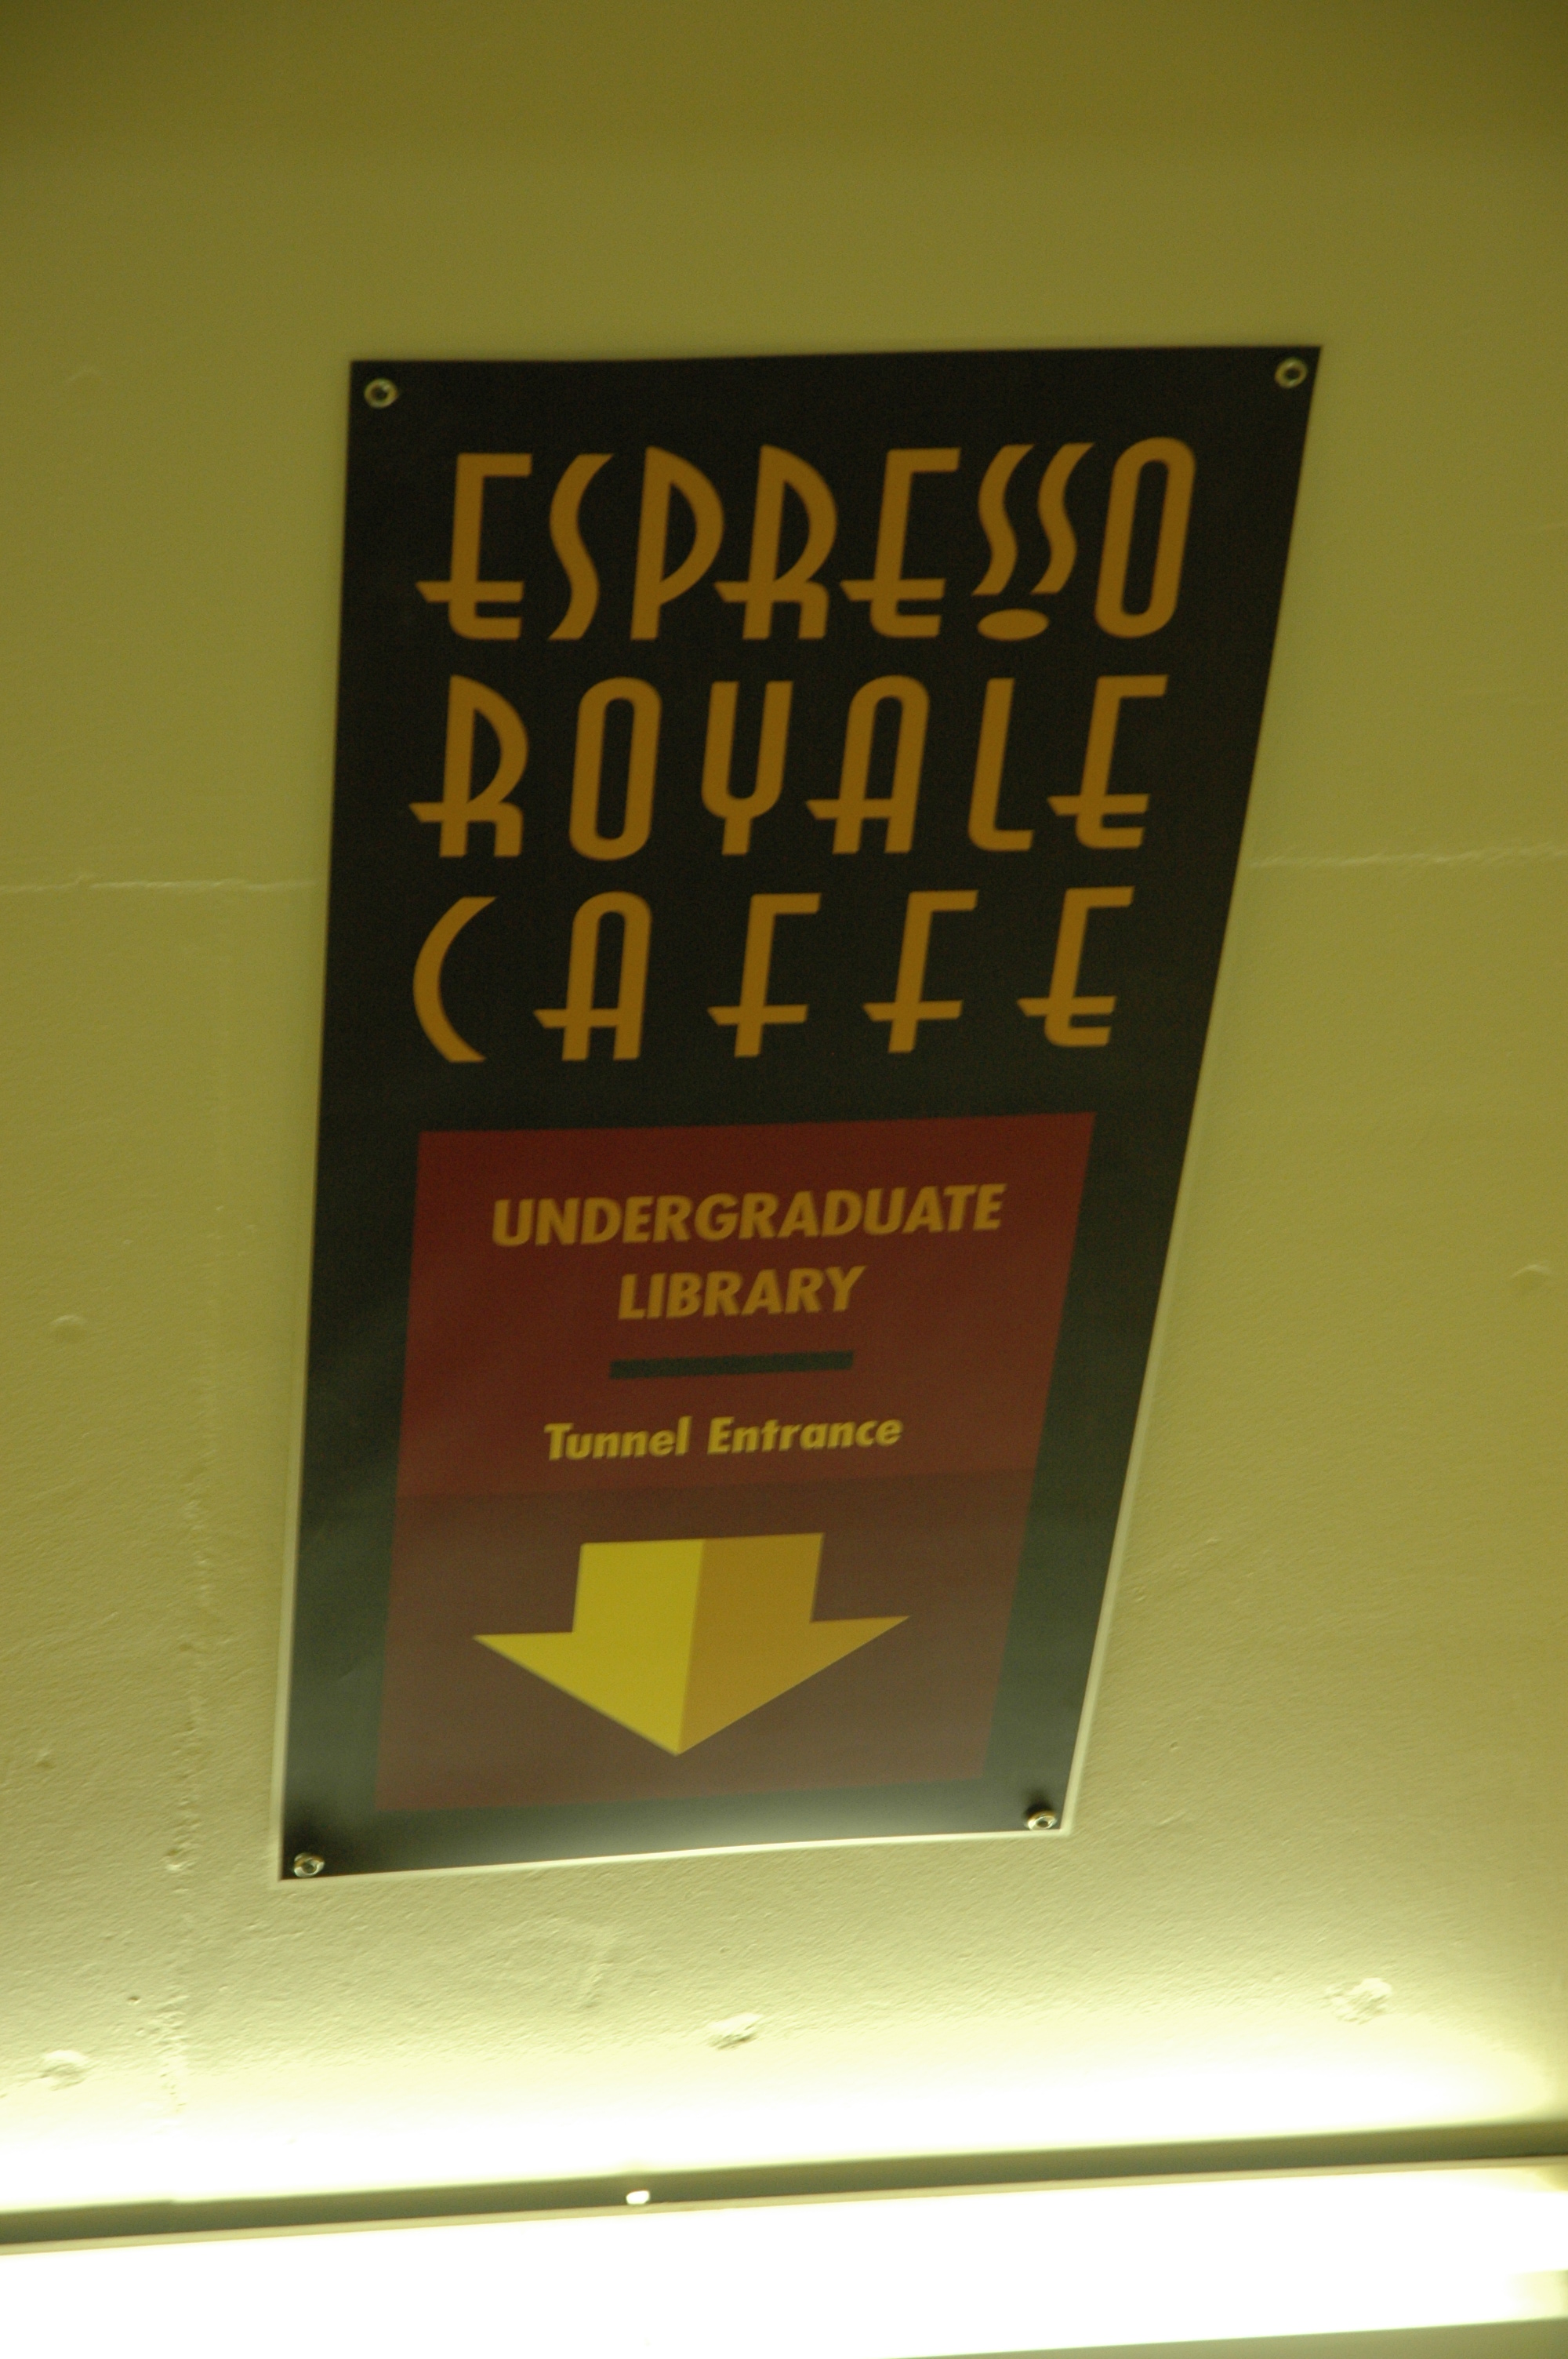 ESPRESSO
ROYALE
CAFFE
UNDERGRADUATE
LIBRARY
Tunnel Entrance